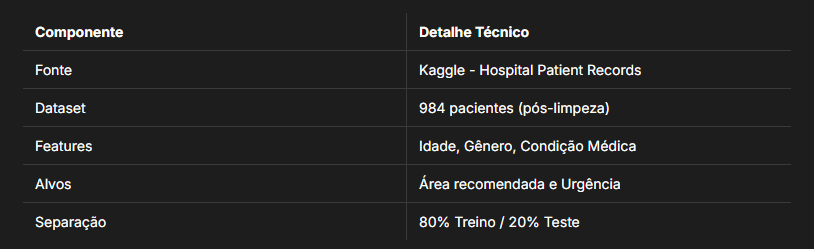 Componente Detalhe Técnico
Fonte Kaggle - Hospital Patient Records
Dataset 984 pacientes (pós-limpeza)
Features Idade, Gênero, Condição Médica
Alvos Área recomendada e Urgência
Separação 80% Treino / 20% Teste